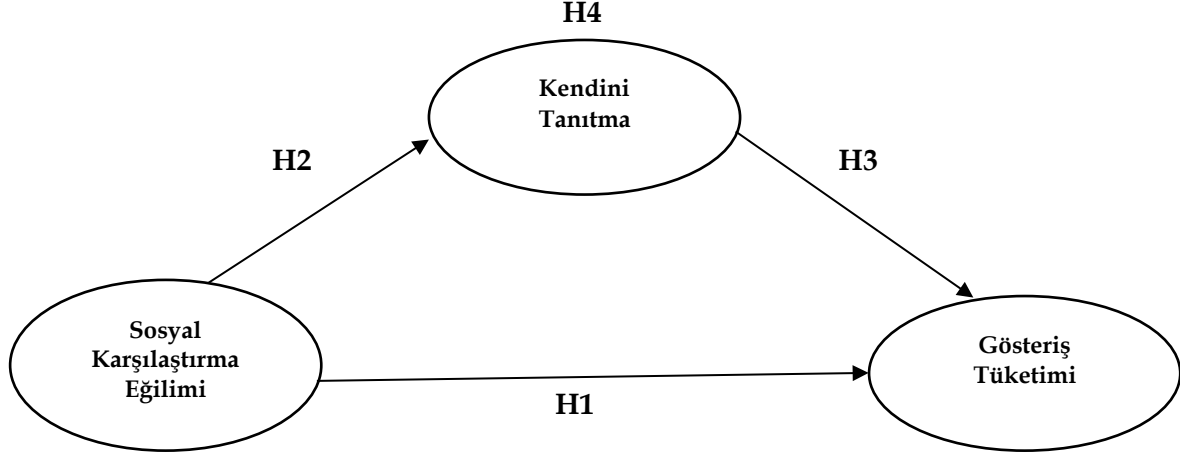 H4
Kendini
Tanıtma
H2
H3
Sosyal
Karşılaştırma
Eğilimi
Gösteriş
Tüketimi
H1